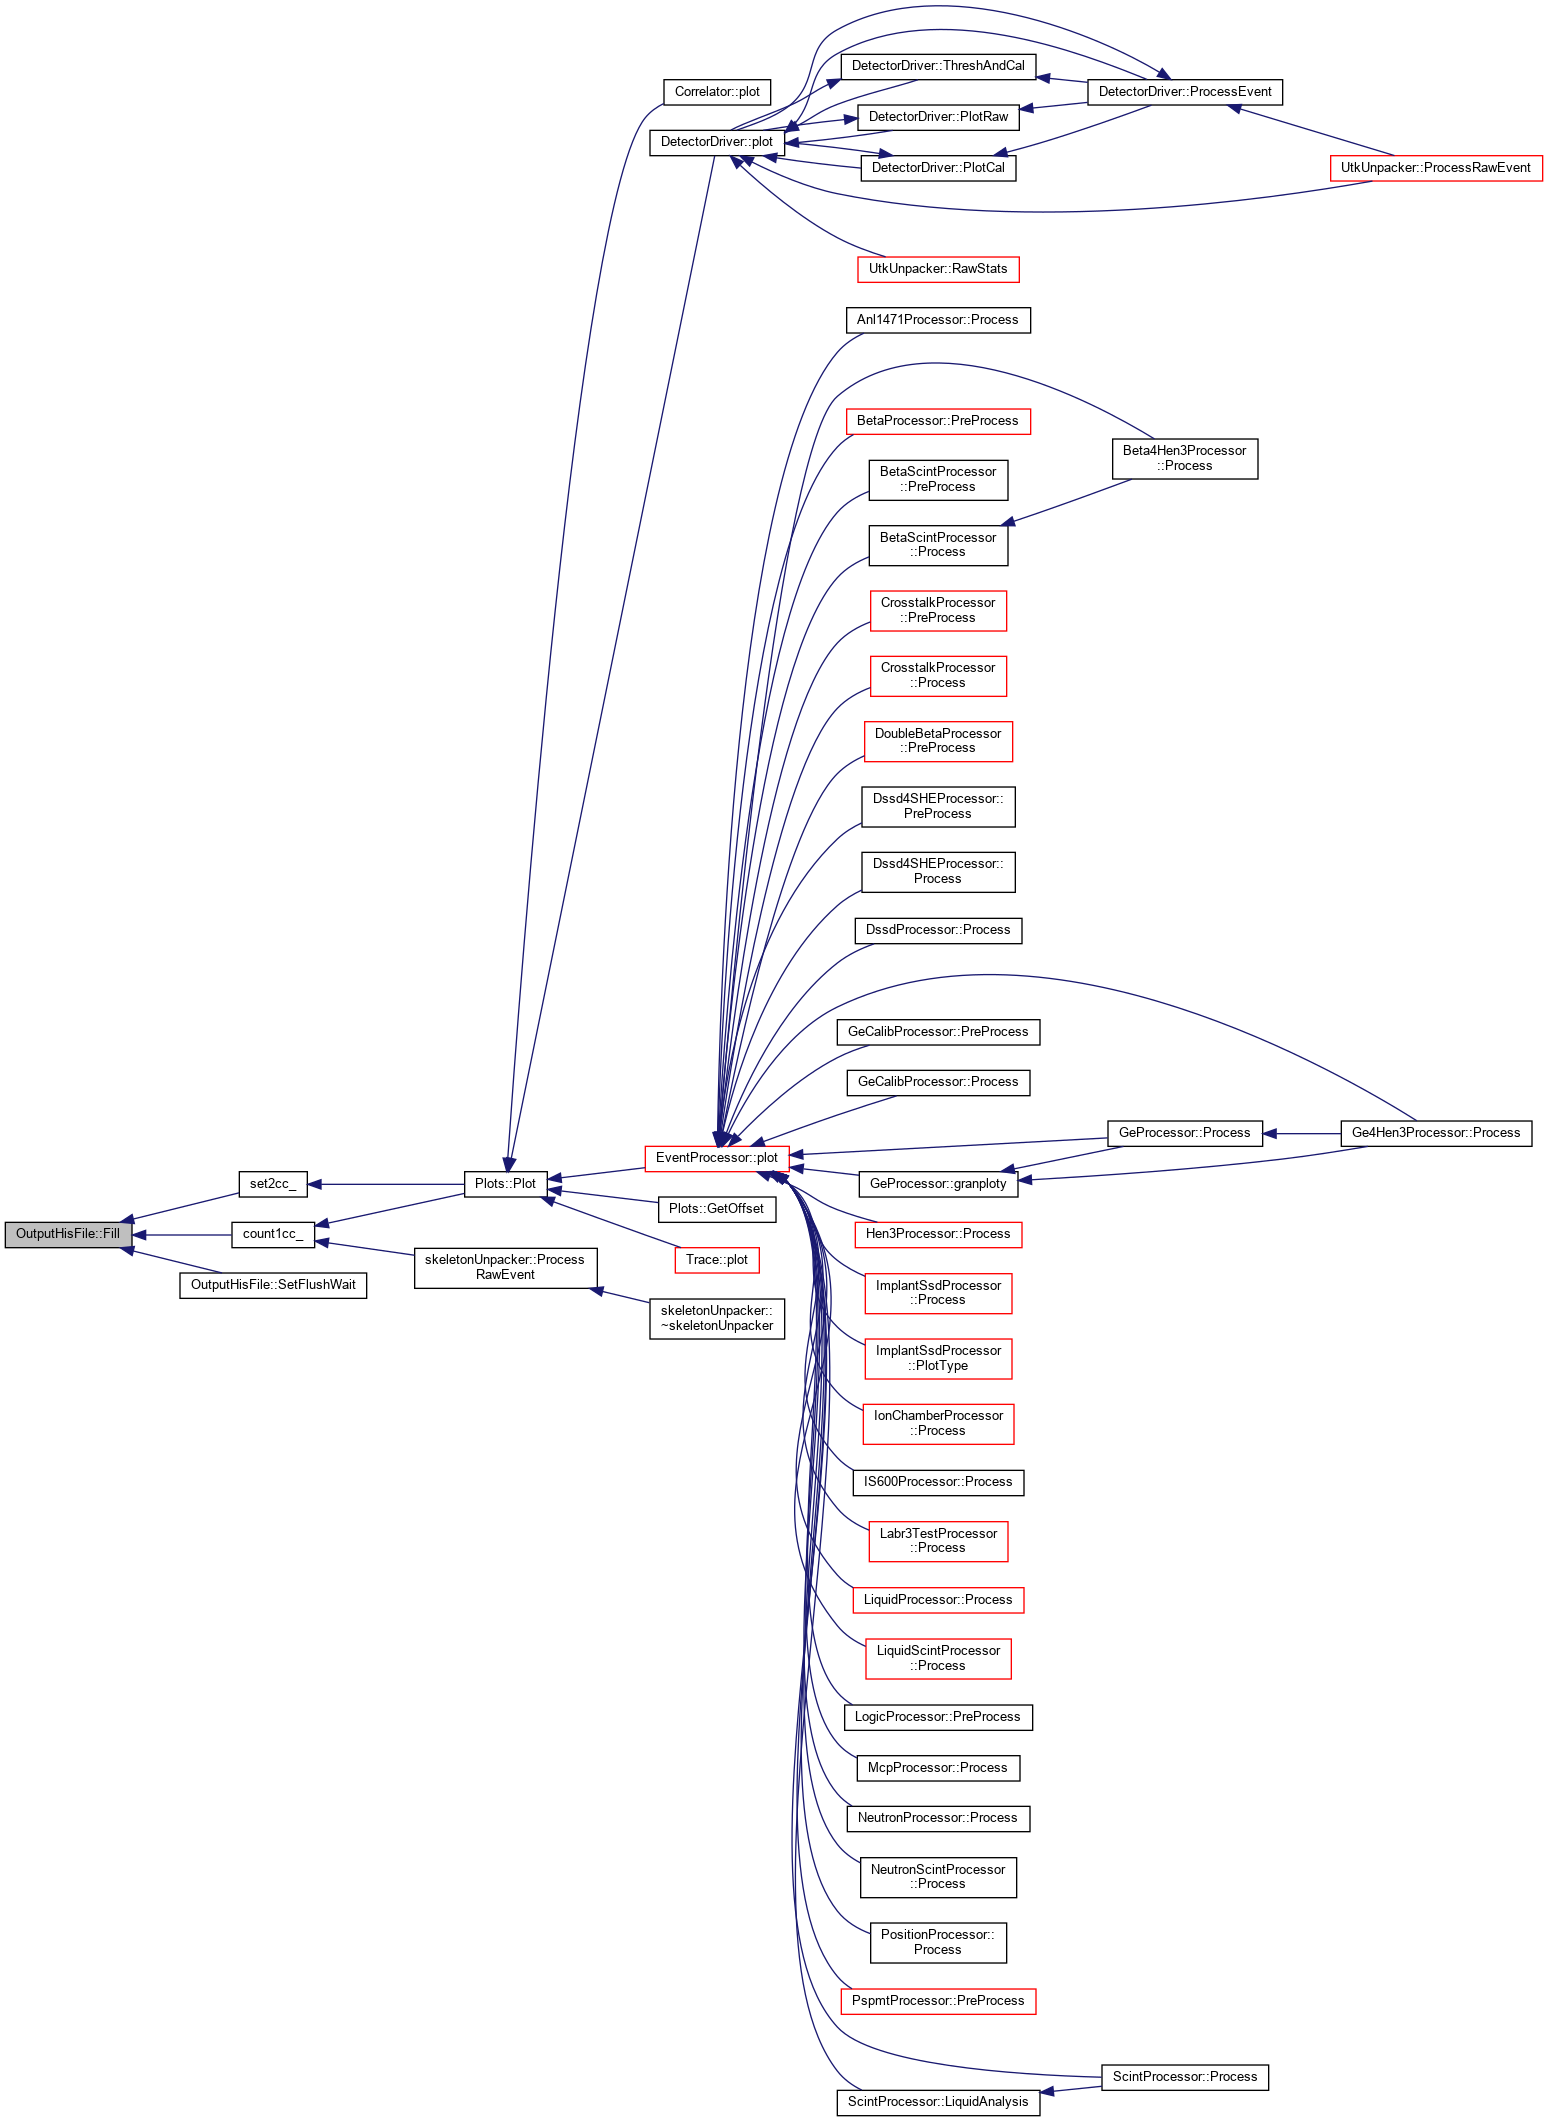 Correlator::plot
DetectorDriver::plot
DetectorDriver::ThreshAndCal
DetectorDriver::PlotRaw
DetectorDriver::PlotCal
DetectorDriver::ProcessEvent
UtkUnpacker::ProcessRawEvent
UtkUnpacker::RawStats
Anl1471Processor::Process
BetaProcessor::PreProcess
BetaScintProcessor
::PreProcess
Beta4Hen3Processor
::Process
BetaScintProcessor
::Process
CrosstalkProcessor
::PreProcess
CrosstalkProcessor
::Process
DoubleBetaProcessor
::PreProcess
Dssd4SHEProcessor::
PreProcess
Dssd4SHEProcessor::
Process
DssdProcessor::Process
GeCalibProcessor::PreProcess
GeCalibProcessor::Process
GeProcessor::Process
Ge4Hen3Processor::Process
EventProcessor::plot
GeProcessor::granploty
set2cc_
Plots::Plot
Plots::GetOffset
OutputHisFile::Fill
count1cc_
Hen3Processor::Process
Trace::plot
skeletonUnpacker::Process
RawEvent
OutputHisFile::SetFlushWait
skeletonUnpacker::
~skeletonUnpacker
ImplantSsdProcessor
::Process
ImplantSsdProcessor
::PlotType
IonChamberProcessor
::Process
IS600Processor::Process
Labr3TestProcessor
::Process
LiquidProcessor::Process
LiquidScintProcessor
::Process
LogicProcessor::PreProcess
McpProcessor::Process
NeutronProcessor::Process
NeutronScintProcessor
::Process
PositionProcessor::
Process
PspmtProcessor::PreProcess
ScintProcessor::Process
ScintProcessor::LiquidAnalysis